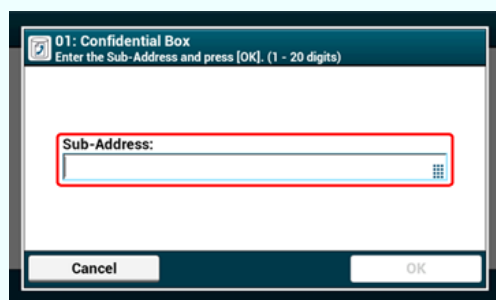 01: Confidential Box
Enter the Sub-Address and press [OK]. (1 - 20 digits)
Sub-Address:
Cancel
OK